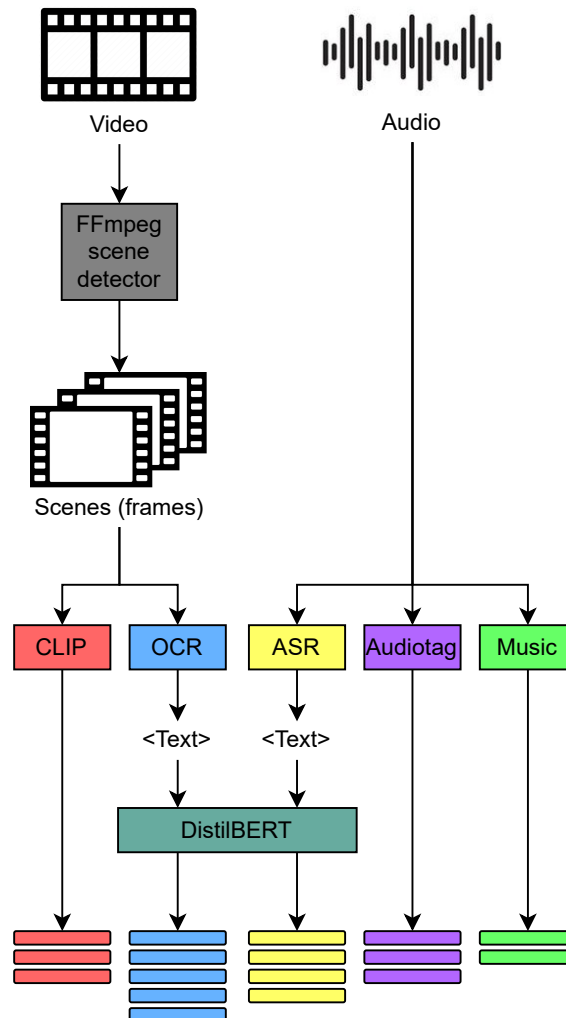 Video
Audio
FFmpeg
scene
detector
Scenes (frames)
CLIP
OCR
ASR
Audiotag
Music
<Text>
<Text>
DistilBERT